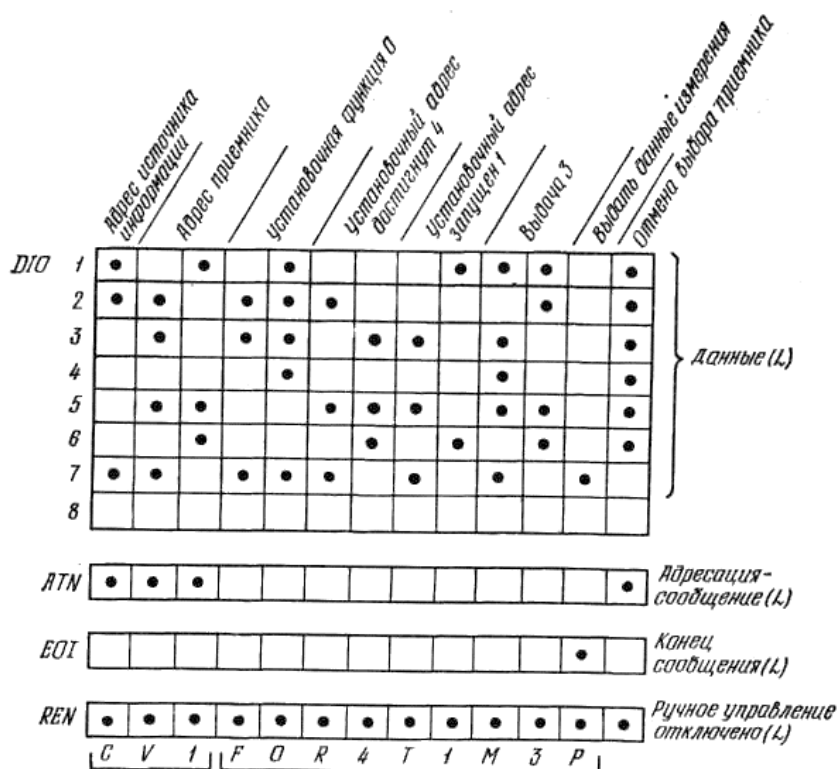 Адрес источника
информации
Адрес приемника
Установочная функция 0
Установочный адрес
достигнут 4
Установочный адрес
запущен 1
Выдача 3
Выдать данные измерения
Отмена выбора приемника
DIO 1
2
3
4
5
6
7
8
Данные (L)
ATN
Адресация-
сообщение (L)
EOI
Конец
сообщения (L)
REN
Ручное управление
отключено (L)
C V 1 F O R 4 T 1 M 3 P